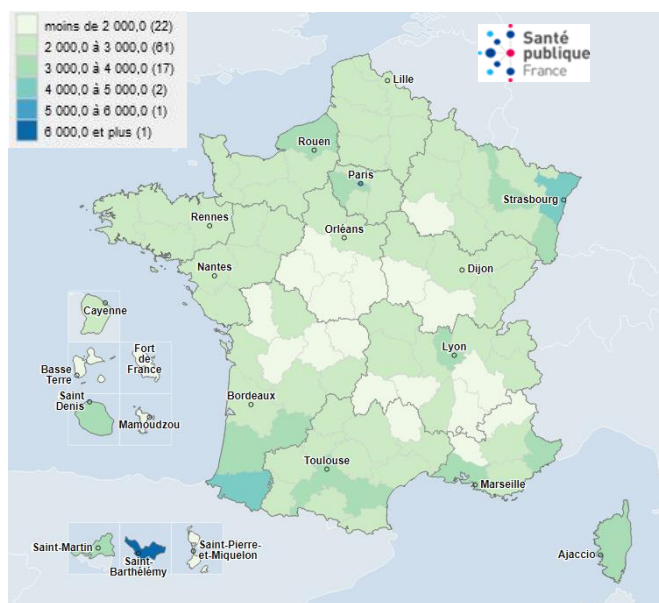 moins de 2 000,0 (22)
2 000,0 à 3 000,0 (61)
3 000,0 à 4 000,0 (17)
4 000,0 à 5 000,0 (2)
5 000,0 à 6 000,0 (1)
6 000,0 et plus (1)
Santé
publique
France
Lille
Rouen
Paris
Strasbourg
Rennes
Orléans
Nantes
Dijon
Cayenne
Lyon
Basse
Terre
Fort
de
France
Saint
Denis
Mamoudzou
Bordeaux
Toulouse
Marseille
Saint-Martin
Saint-
Barthélémy
Saint-Pierre-
et-Miquelon
Ajaccio